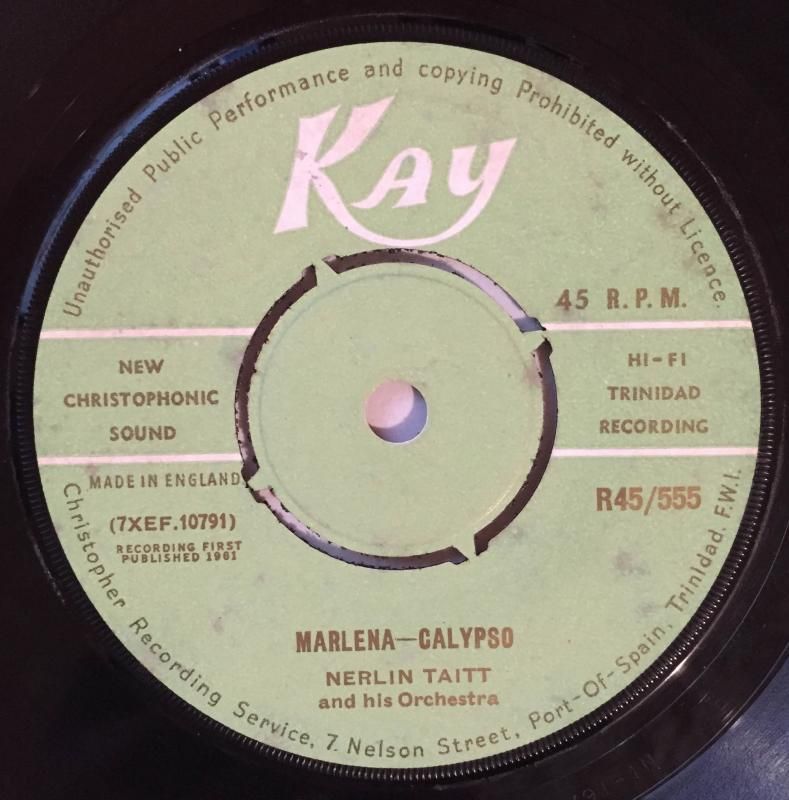 Unauthorised Public Performance and copying Prohibited without Licence.
Kay
45 R.P.M.
NEW
CHRISTOPHONIC
SOUND
HI-FI
TRINIDAD
RECORDING
MADE IN ENGLAND
(7XEF.10791)
RECORDING FIRST
PUBLISHED 1961
R45/555
MARLENA—CALYPSO
NERLIN TAITT
and his Orchestra
Christopher Recording Service, 7. Nelson Street, Port-Of-Spain, Trinidad. F.W.I.